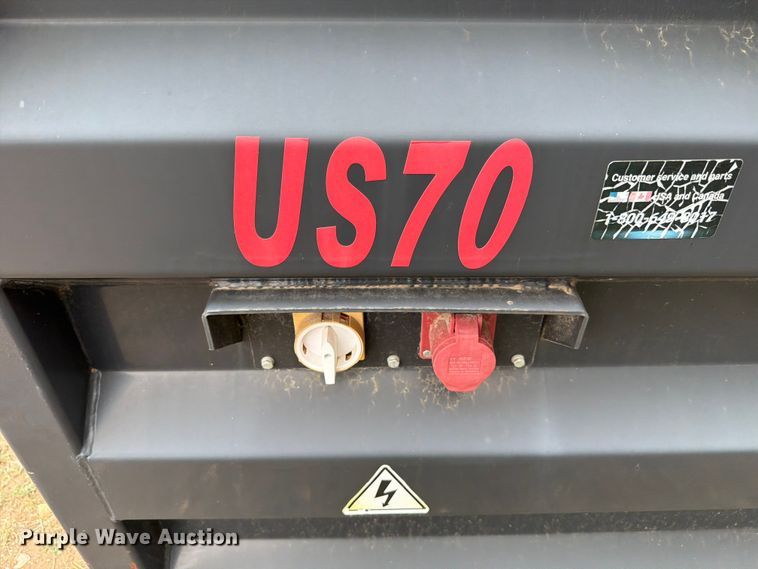 US70
Customer service and parts
USA and Canada
Purple Wave Auction